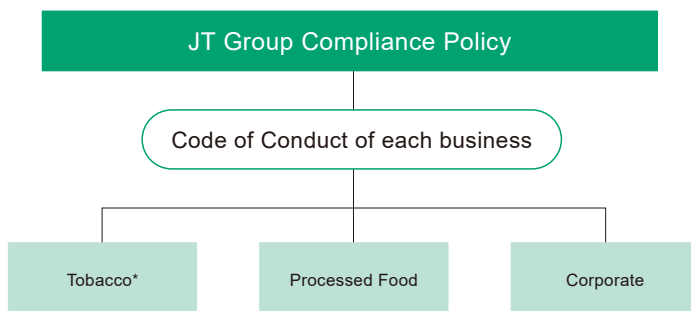 JT Group Compliance Policy
Code of Conduct of each business
Tobacco*
Processed Food
Corporate